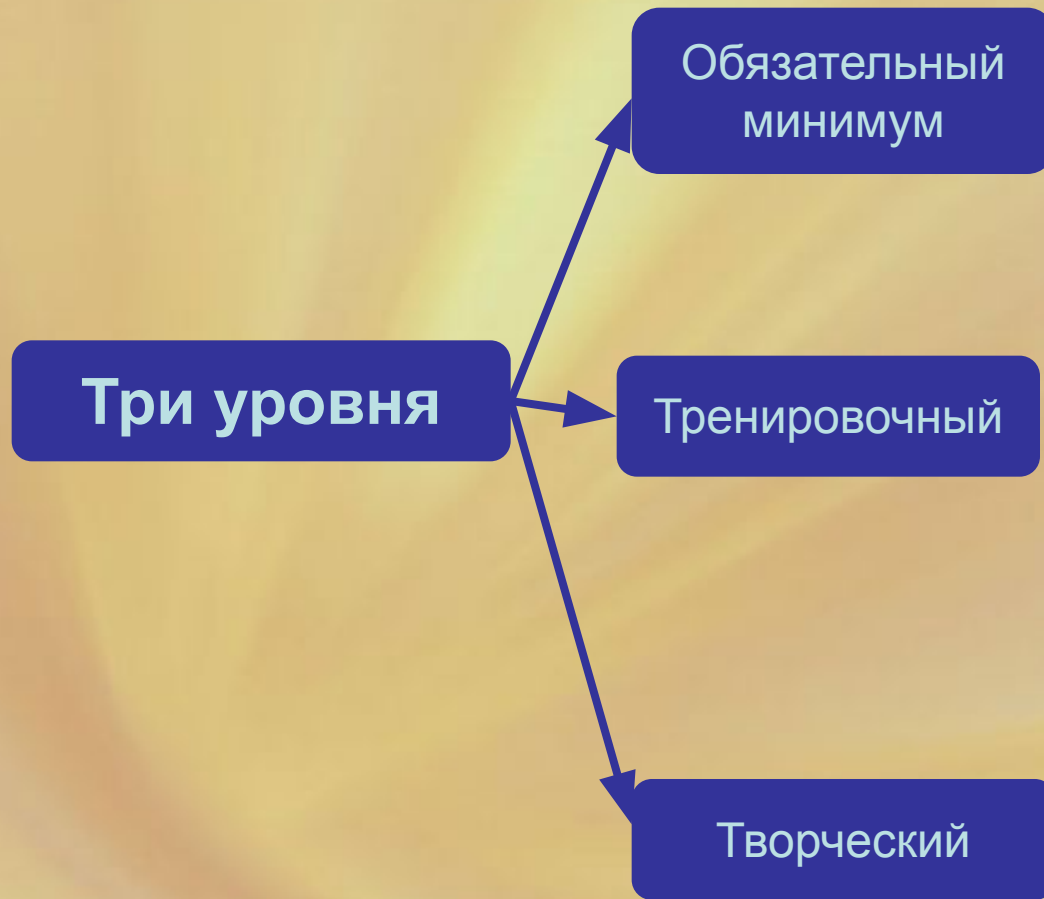 Обязательный
минимум
Три уровня
Тренировочный
Творческий